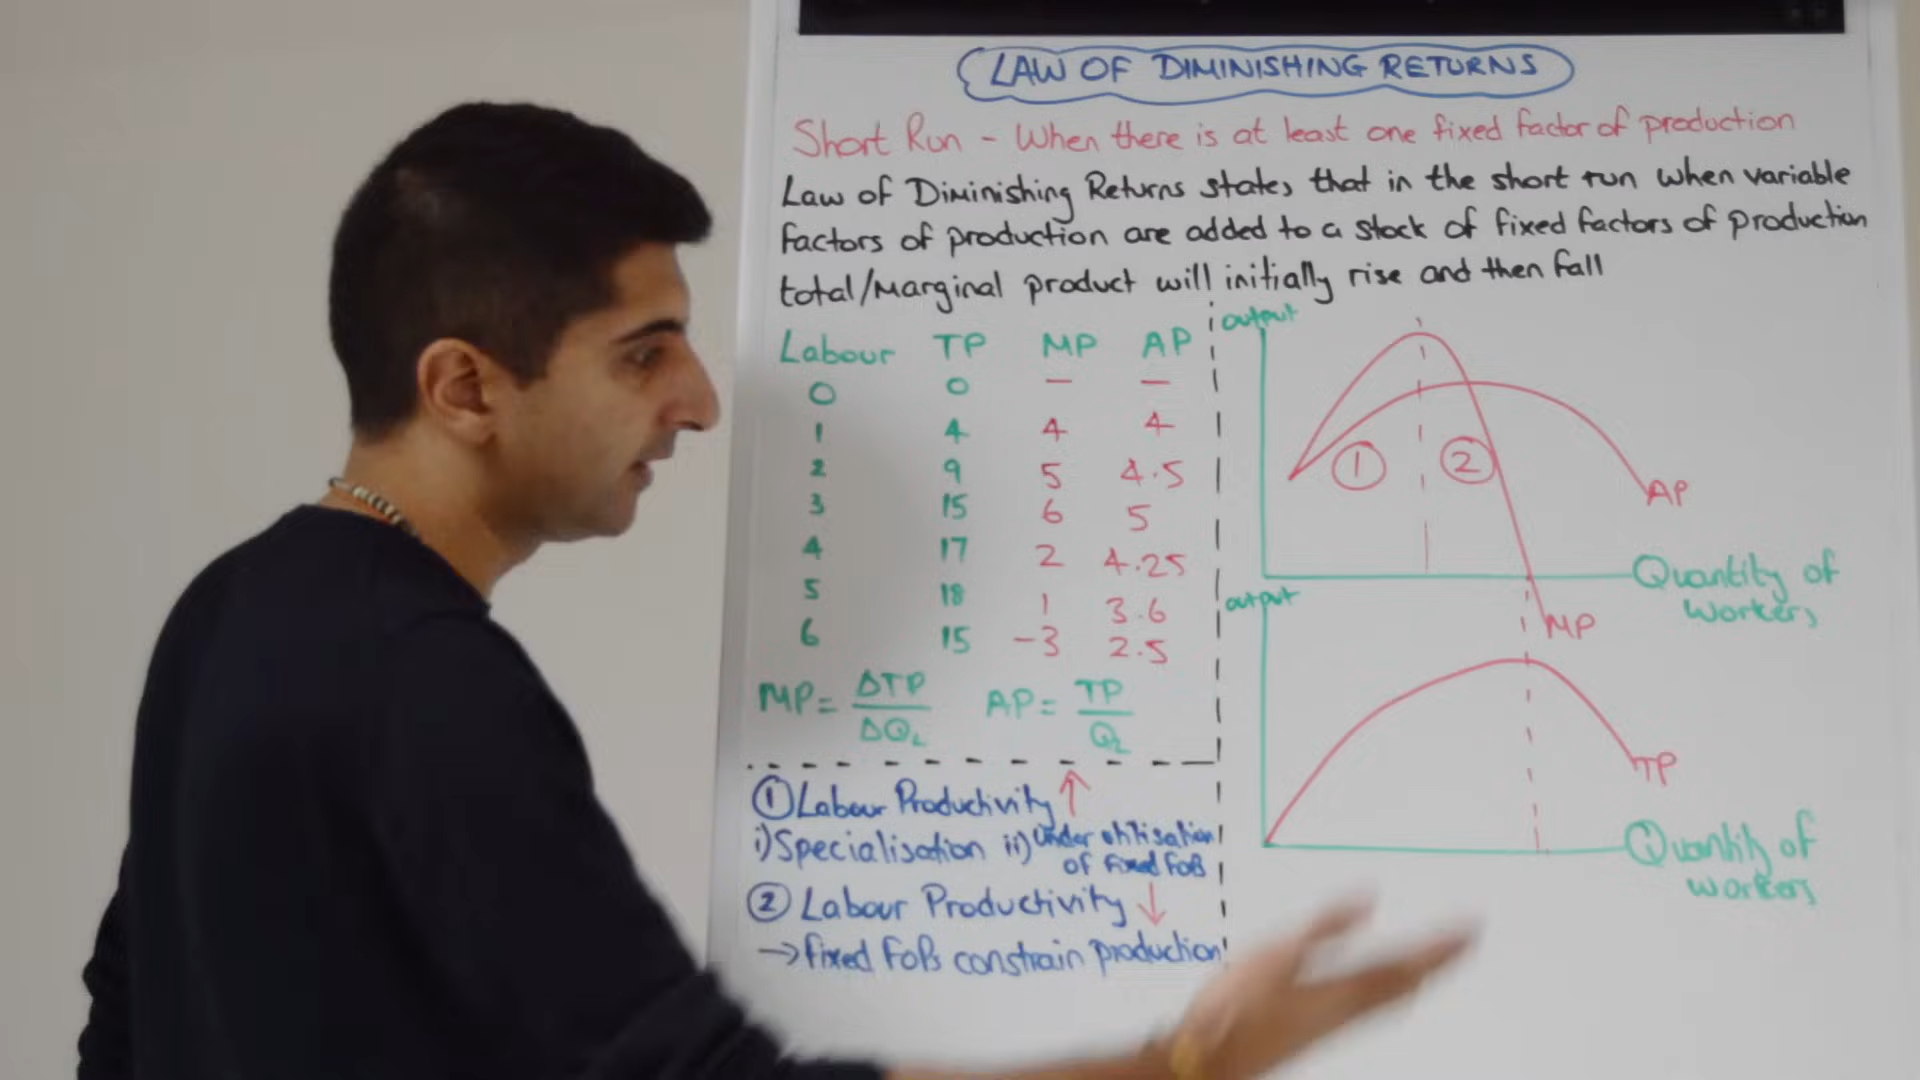 LAW OF DIMINISHING RETURNS
Short Run - When there is at least one fixed factor of production
Law of Diminishing Returns states that in the short run when variable
factors of production are added to a stock of fixed factors of production
total/marginal product will initially rise and then fall
Labour TP MP AP
0 0 — —
1 4 4 4
2 9 5 4.5
3 15 6 5
4 17 2 4.25
5 18 1 3.6
6 15 -3 2.5
MP = ΔTP / ΔQL AP = TP / QL
① Labour Productivity ↑
i) Specialisation ii) Under utilisation
of fixed FoPs
② Labour Productivity ↓
→ fixed FoPs constrain production
output
① ②
AP
Quantity of
workers
MP
output
TP
Quantity of
workers